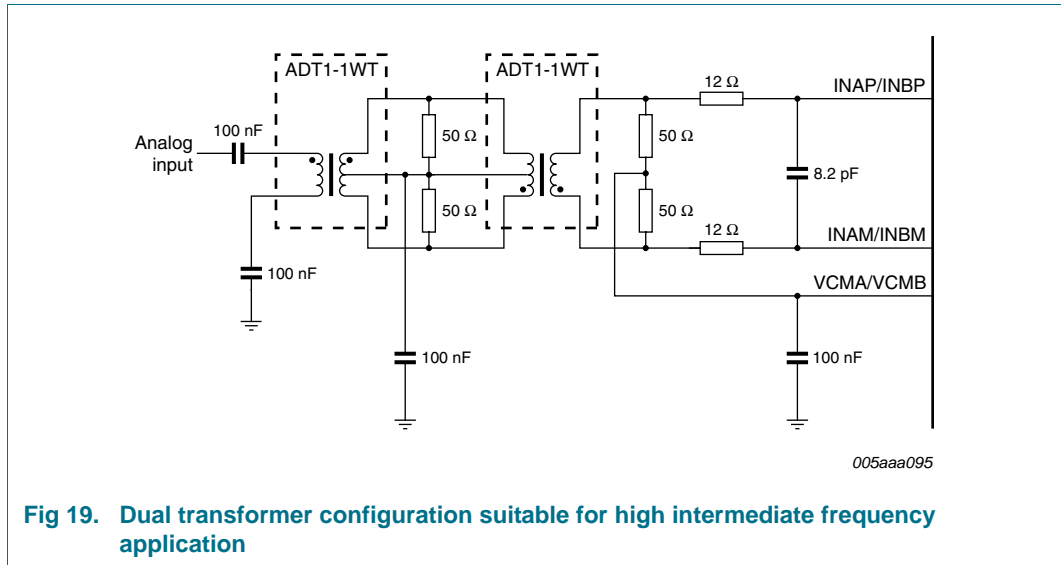 ADT1-1WT
ADT1-1WT
12 Ω
INAP/INBP
100 nF
Analog
input
50 Ω
50 Ω
8.2 pF
50 Ω
50 Ω
12 Ω
INAM/INBM
100 nF
VCMA/VCMB
100 nF
100 nF
005aaa095
Fig 19. Dual transformer configuration suitable for high intermediate frequency
application